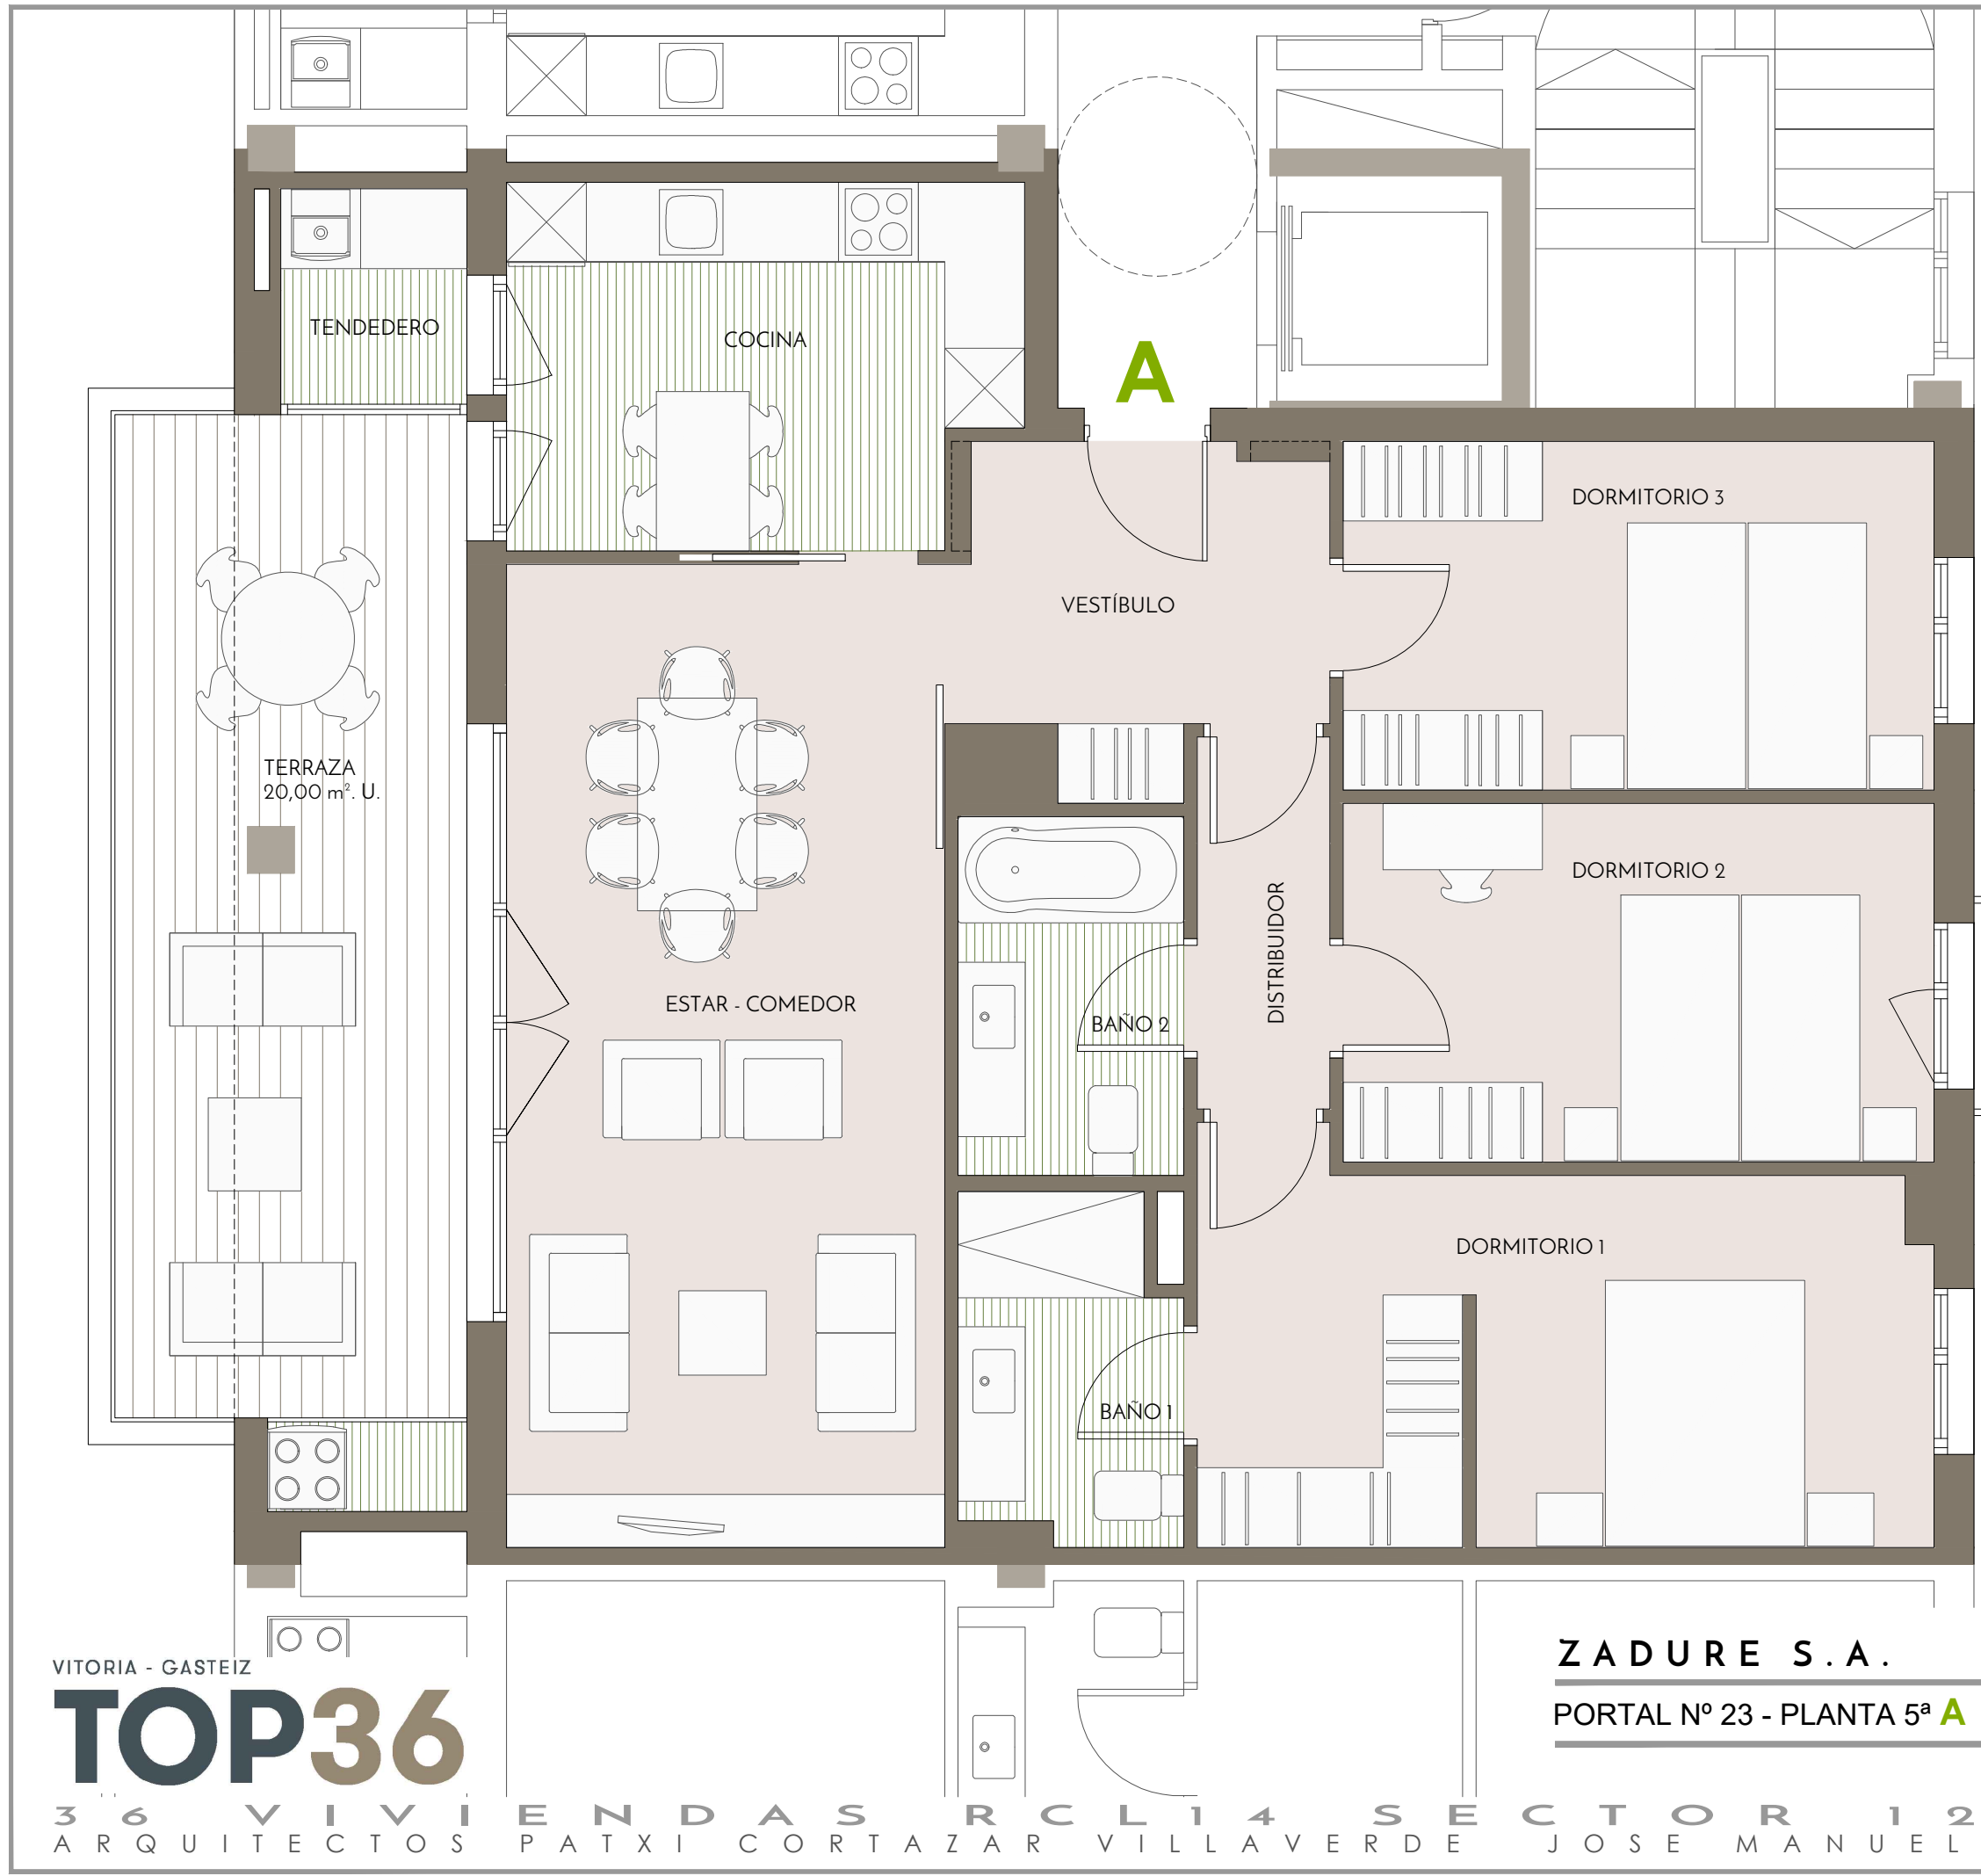 TENDEDERO
COCINA
A
DORMITORIO 3
VESTÍBULO
TERRAZA
20,00 m². U.
DORMITORIO 2
DISTRIBUIDOR
ESTAR - COMEDOR
BAÑO 2
DORMITORIO 1
BAÑO 1
ZADURE S.A.
PORTAL Nº 23 - PLANTA 5ª A
VITORIA - GASTEIZ
TOP36
36 VIVIENDAS RCL14 SECTOR 12
ARQUITECTOS PATXI CORTAZAR VILLAVERDE JOSE MANUEL